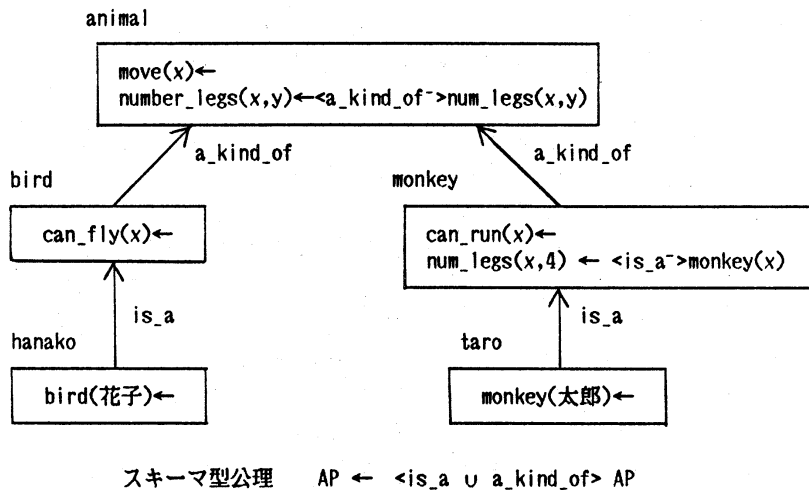 animal
move(x)←
number_legs(x,y)←<a_kind_of⁻>num_legs(x,y)
a_kind_of
a_kind_of
bird
monkey
can_fly(x)←
can_run(x)←
num_legs(x,4) ← <is_a⁻>monkey(x)
is_a
is_a
hanako
taro
bird(花子)←
monkey(太郎)←
スキーマ型公理 AP ← <is_a ∪ a_kind_of> AP